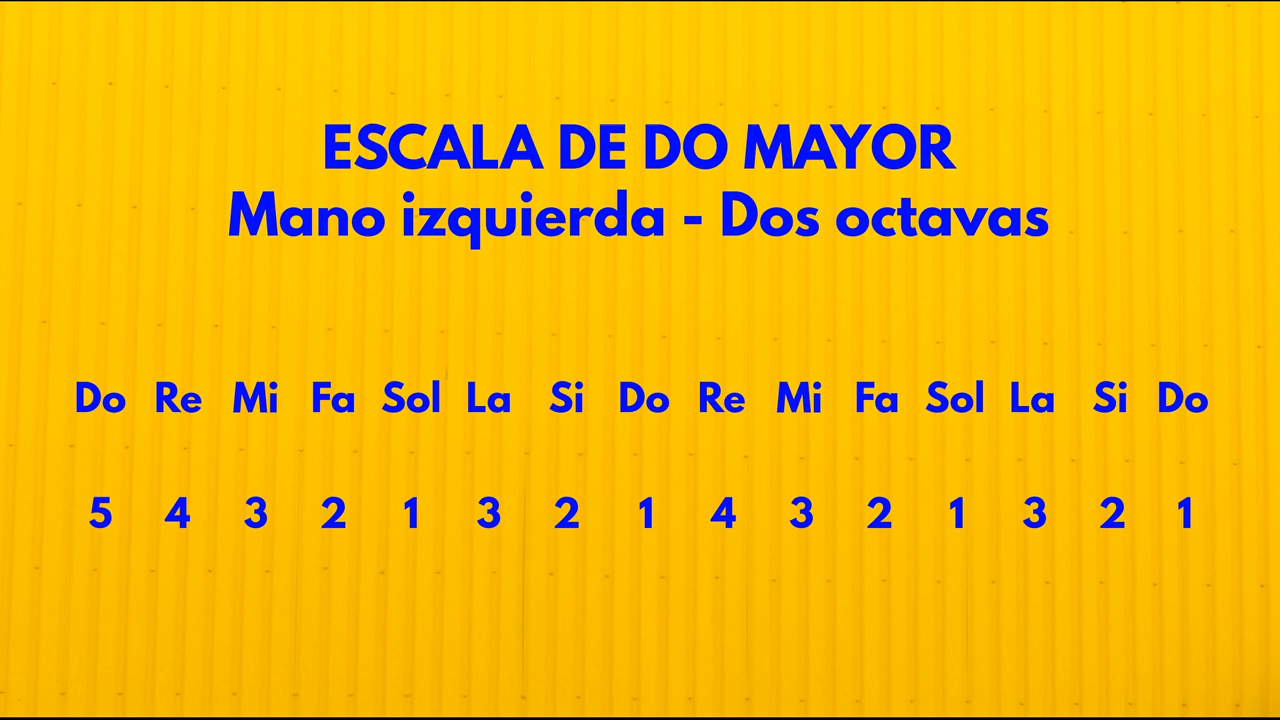 ESCALA DE DO MAYOR
Mano izquierda - Dos octavas
Do Re Mi Fa Sol La Si Do Re Mi Fa Sol La Si Do
5 4 3 2 1 3 2 1 4 3 2 1 3 2 1